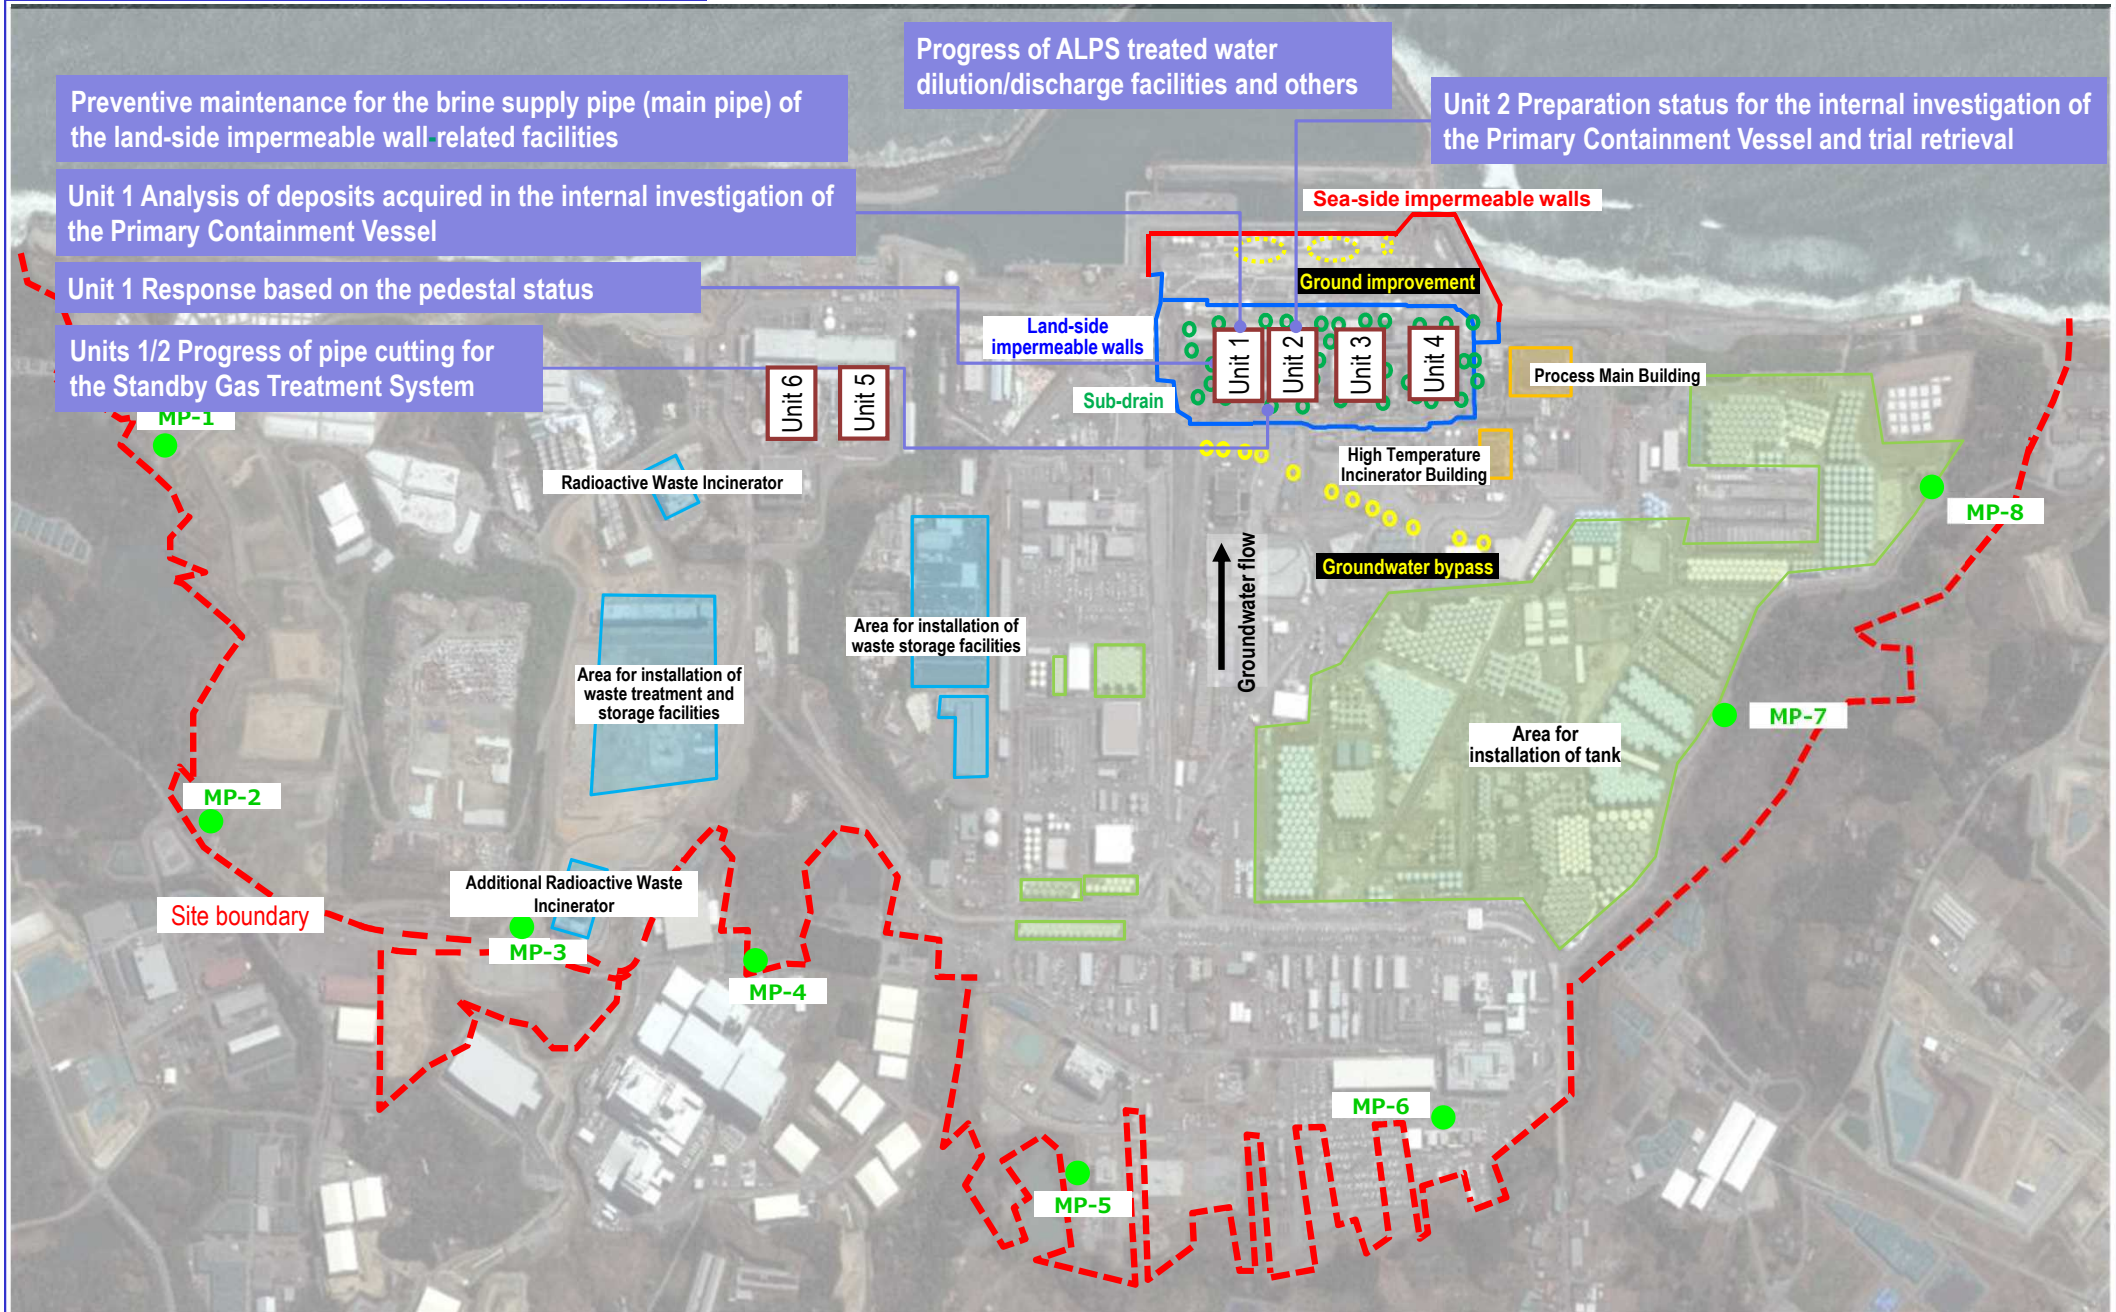 Progress of ALPS treated water
dilution/discharge facilities and others
Preventive maintenance for the brine supply pipe (main pipe) of
the land-side impermeable wall-related facilities
Unit 2 Preparation status for the internal investigation of
the Primary Containment Vessel and trial retrieval
Unit 1 Analysis of deposits acquired in the internal investigation of
the Primary Containment Vessel
Sea-side impermeable walls
Unit 1 Response based on the pedestal status
Ground improvement
Land-side
impermeable walls
Units 1/2 Progress of pipe cutting for
the Standby Gas Treatment System
Unit 6
Unit 5
Unit 1
Unit 2
Unit 3
Unit 4
Process Main Building
Sub-drain
MP-1
High Temperature
Incinerator Building
Radioactive Waste Incinerator
MP-8
Groundwater bypass
Groundwater flow
Area for installation of
waste storage facilities
Area for installation of
waste treatment and
storage facilities
MP-7
Area for
installation of tank
MP-2
Additional Radioactive Waste
Incinerator
Site boundary
MP-3
MP-4
MP-6
MP-5